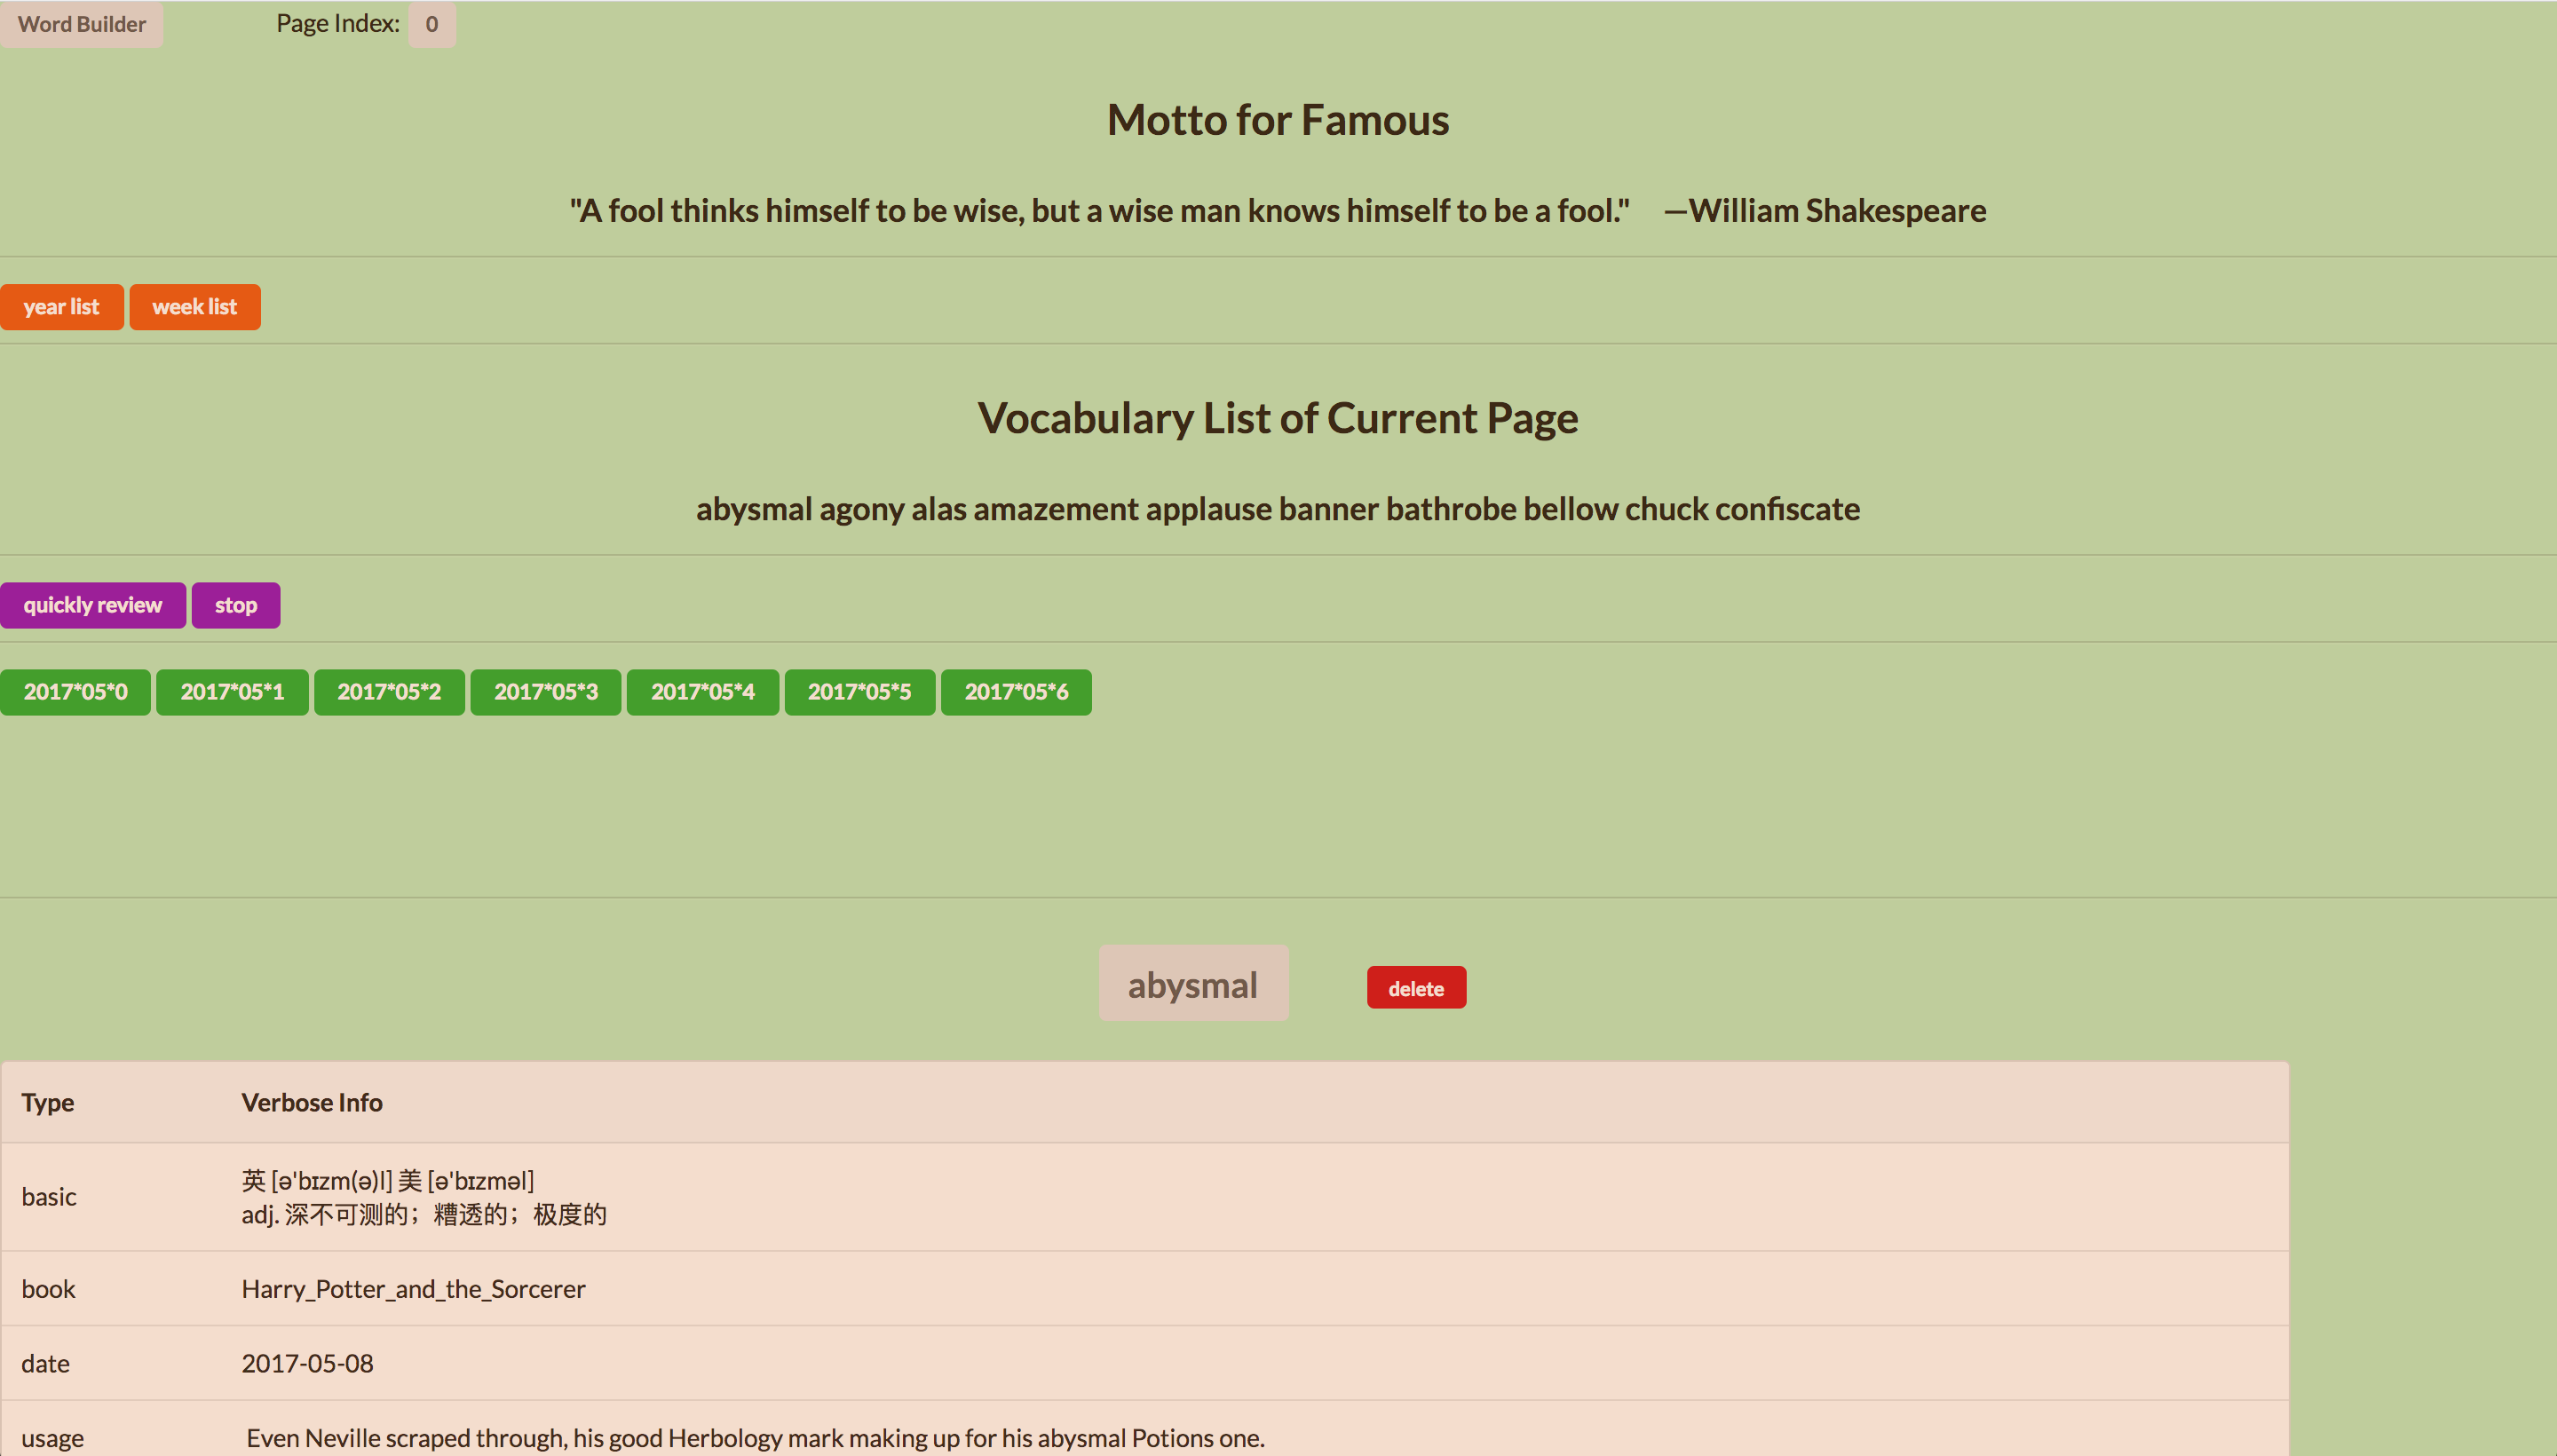 Word Builder Page Index: 0
Motto for Famous
"A fool thinks himself to be wise, but a wise man knows himself to be a fool." —William Shakespeare
year list week list
Vocabulary List of Current Page
abysmal agony alas amazement applause banner bathrobe bellow chuck confiscate
quickly review stop
2017*05*0 2017*05*1 2017*05*2 2017*05*3 2017*05*4 2017*05*5 2017*05*6
abysmal delete
Type Verbose Info
basic 英 [ə'bɪzm(ə)l] 美 [ə'bɪzməl]
adj. 深不可测的；糟透的；极度的
book Harry_Potter_and_the_Sorcerer
date 2017-05-08
usage Even Neville scraped through, his good Herbology mark making up for his abysmal Potions one.